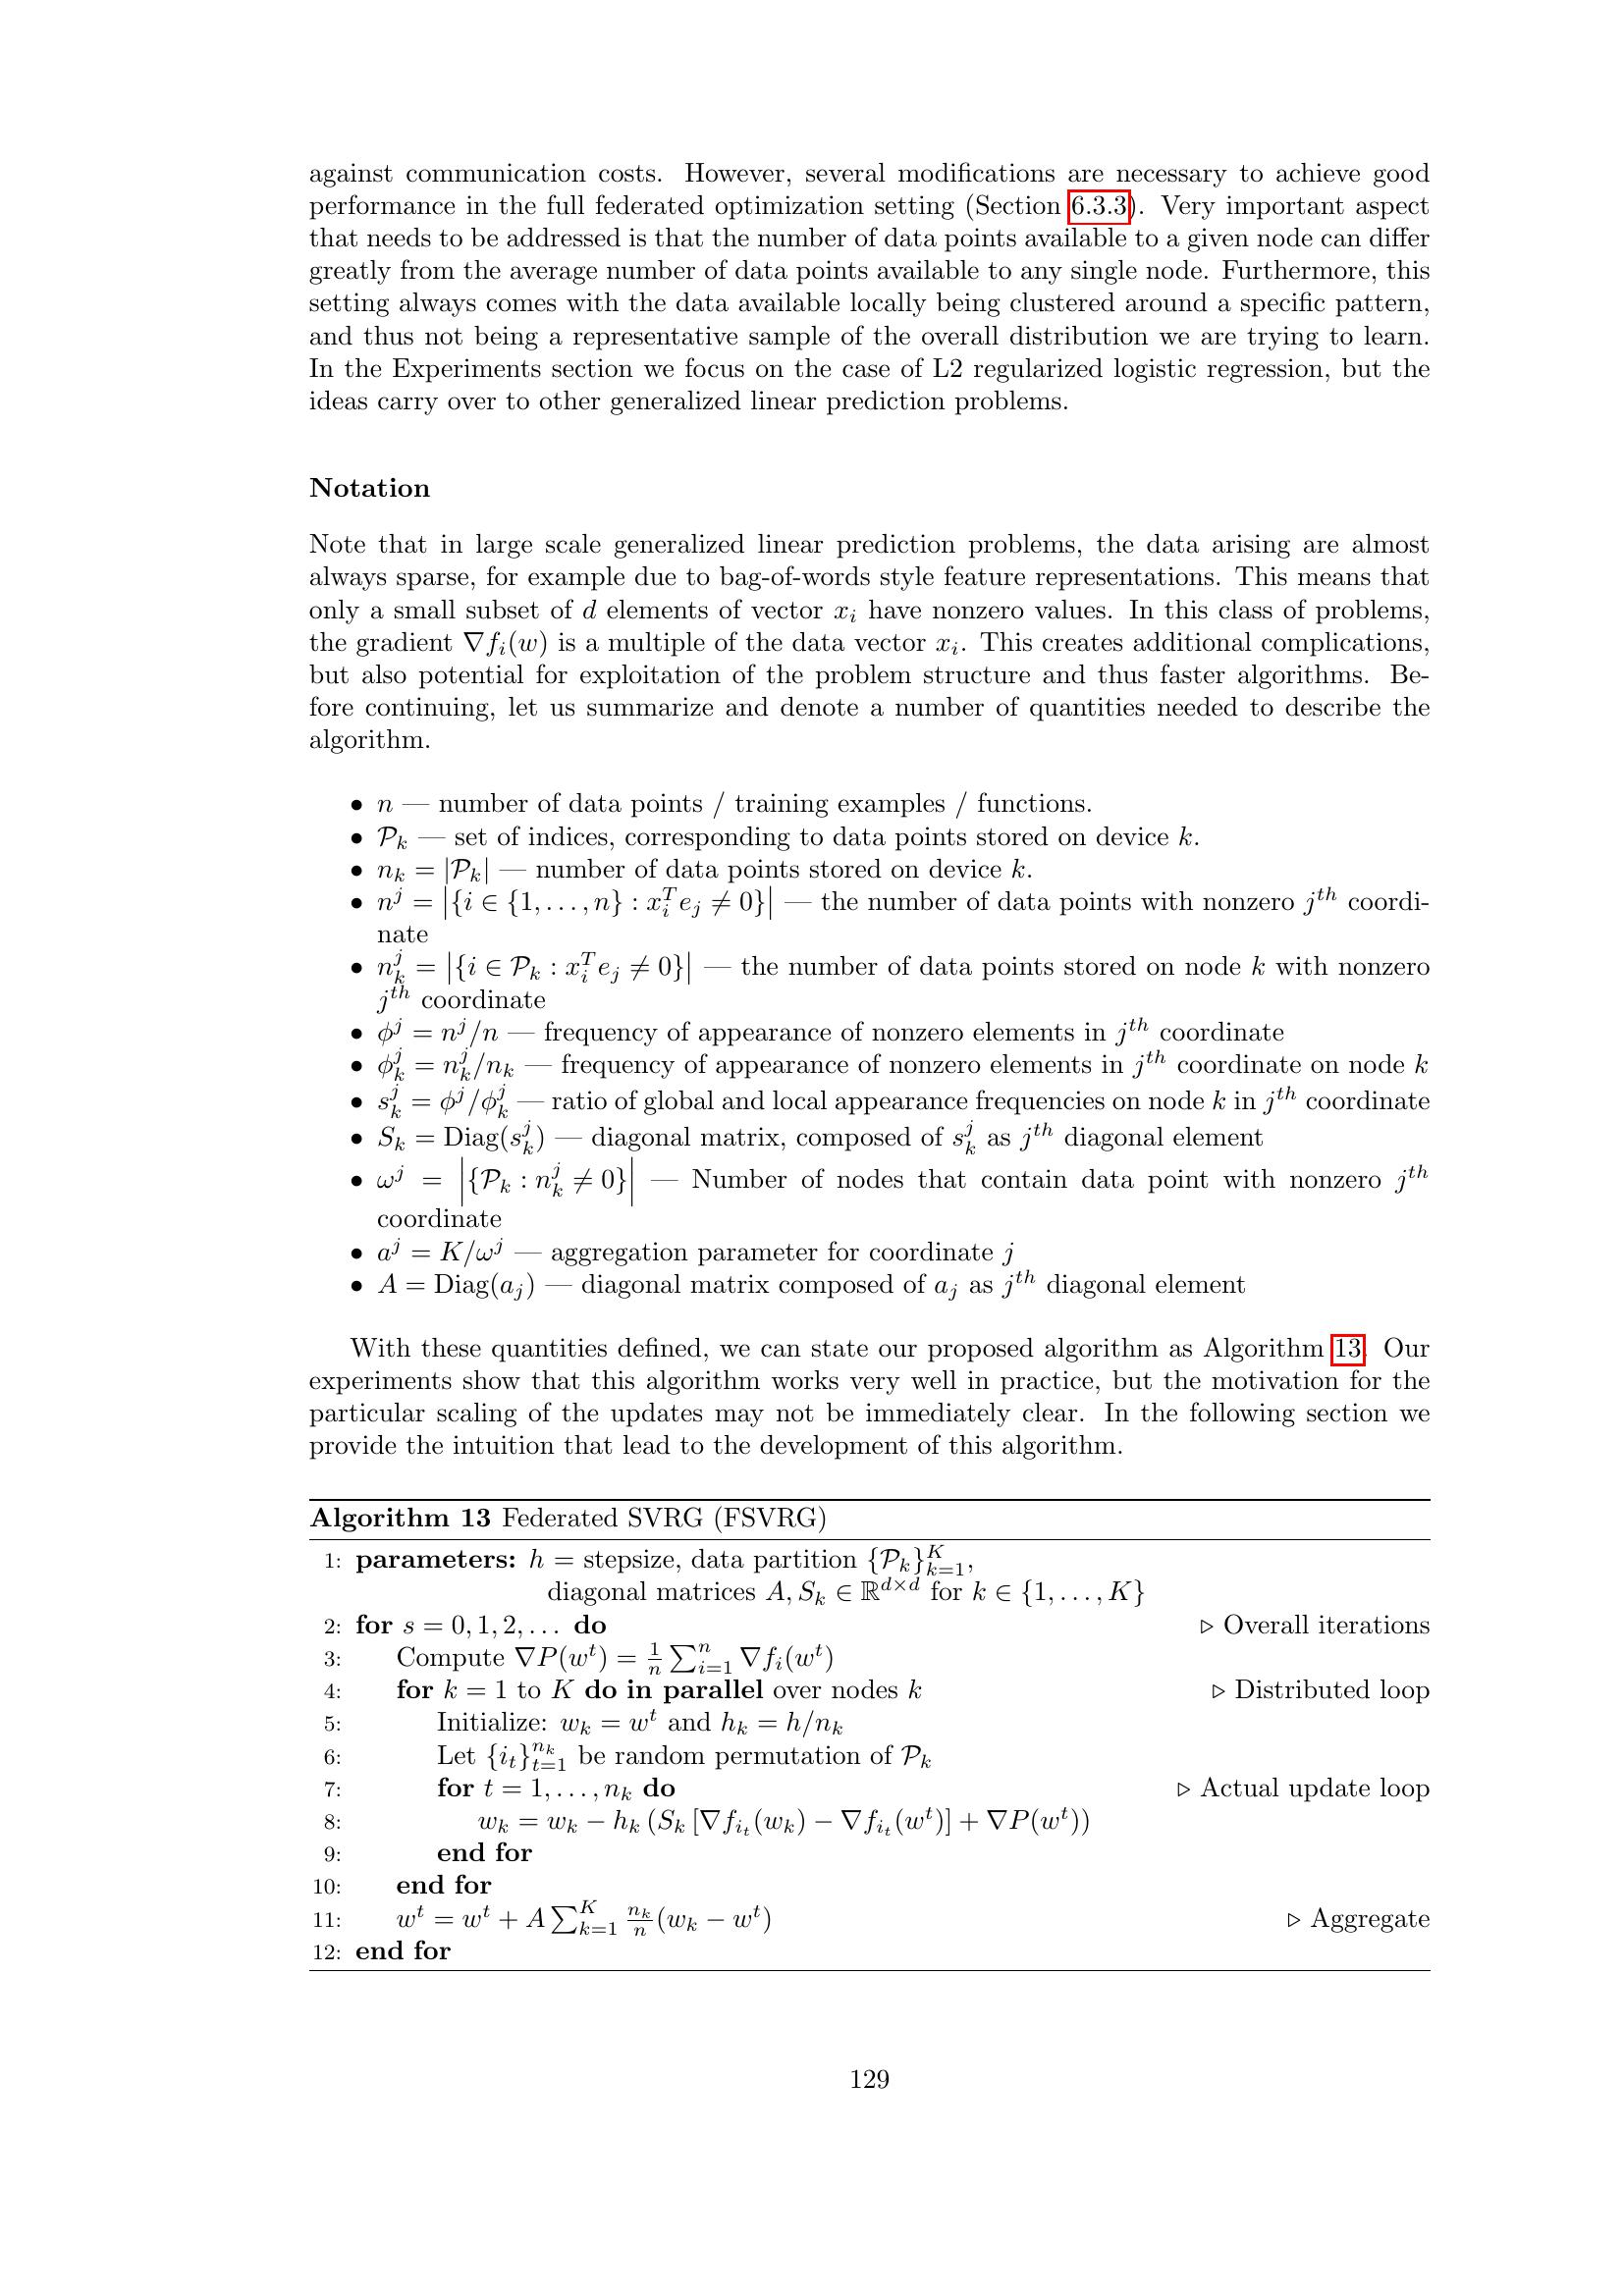 against communication costs. However, several modifications are necessary to achieve good
performance in the full federated optimization setting (Section 6.3.3). Very important aspect
that needs to be addressed is that the number of data points available to a given node can differ
greatly from the average number of data points available to any single node. Furthermore, this
setting always comes with the data available locally being clustered around a specific pattern,
and thus not being a representative sample of the overall distribution we are trying to learn.
In the Experiments section we focus on the case of L2 regularized logistic regression, but the
ideas carry over to other generalized linear prediction problems.
Notation
Note that in large scale generalized linear prediction problems, the data arising are almost
always sparse, for example due to bag-of-words style feature representations. This means that
only a small subset of $d$ elements of vector $x_i$ have nonzero values. In this class of problems,
the gradient $\nabla f_i(w)$ is a multiple of the data vector $x_i$. This creates additional complications,
but also potential for exploitation of the problem structure and thus faster algorithms. Be-
fore continuing, let us summarize and denote a number of quantities needed to describe the
algorithm.
• $n$ — number of data points / training examples / functions.
• $\mathcal{P}_k$ — set of indices, corresponding to data points stored on device $k$.
• $n_k = |\mathcal{P}_k|$ — number of data points stored on device $k$.
• $n^j = \left|\{i \in \{1, \ldots, n\} : x_i^T e_j \neq 0\}\right|$ — the number of data points with nonzero $j^{th}$ coordi-
nate
• $n_k^j = \left|\{i \in \mathcal{P}_k : x_i^T e_j \neq 0\}\right|$ — the number of data points stored on node $k$ with nonzero
$j^{th}$ coordinate
• $\phi^j = n^j/n$ — frequency of appearance of nonzero elements in $j^{th}$ coordinate
• $\phi_k^j = n_k^j/n_k$ — frequency of appearance of nonzero elements in $j^{th}$ coordinate on node $k$
• $s_k^j = \phi^j/\phi_k^j$ — ratio of global and local appearance frequencies on node $k$ in $j^{th}$ coordinate
• $S_k = \text{Diag}(s_k^j)$ — diagonal matrix, composed of $s_k^j$ as $j^{th}$ diagonal element
• $\omega^j = \left|\{\mathcal{P}_k : n_k^j \neq 0\}\right|$ — Number of nodes that contain data point with nonzero $j^{th}$
coordinate
• $a^j = K/\omega^j$ — aggregation parameter for coordinate $j$
• $A = \text{Diag}(a_j)$ — diagonal matrix composed of $a_j$ as $j^{th}$ diagonal element
With these quantities defined, we can state our proposed algorithm as Algorithm 13. Our
experiments show that this algorithm works very well in practice, but the motivation for the
particular scaling of the updates may not be immediately clear. In the following section we
provide the intuition that lead to the development of this algorithm.
Algorithm 13 Federated SVRG (FSVRG)
1: parameters: $h$ = stepsize, data partition $\{\mathcal{P}_k\}_{k=1}^K$,
diagonal matrices $A, S_k \in \mathbb{R}^{d \times d}$ for $k \in \{1, \ldots, K\}$
2: for $s = 0, 1, 2, \ldots$ do ▷ Overall iterations
3: Compute $\nabla P(w^t) = \frac{1}{n} \sum_{i=1}^n \nabla f_i(w^t)$
4: for $k = 1$ to $K$ do in parallel over nodes $k$ ▷ Distributed loop
5: Initialize: $w_k = w^t$ and $h_k = h/n_k$
6: Let $\{i_t\}_{t=1}^{n_k}$ be random permutation of $\mathcal{P}_k$
7: for $t = 1, \ldots, n_k$ do ▷ Actual update loop
8: $w_k = w_k - h_k \left(S_k \left[\nabla f_{i_t}(w_k) - \nabla f_{i_t}(w^t)\right] + \nabla P(w^t)\right)$
9: end for
10: end for
11: $w^t = w^t + A \sum_{k=1}^K \frac{n_k}{n}(w_k - w^t)$ ▷ Aggregate
12: end for
129